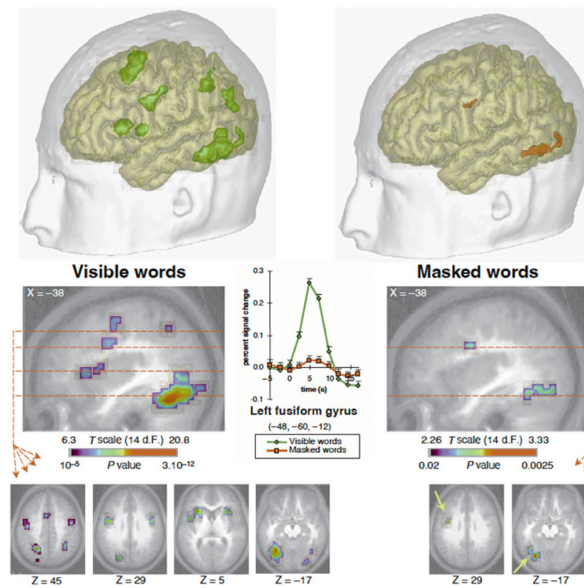 Visible words
Masked words
X = −38
X = −38
percent signal change
0.3
0.2
0.1
0.0
-0.1
-5
0
5
10
time (s)
Left fusiform gyrus
(−48, −60, −12)
Visible words
Masked words
6.3 T scale (14 d.f.) 20.8
10−5 P value 3.10−12
2.26 T scale (14 d.f.) 3.33
0.02 P value 0.0025
Z = 45
Z = 29
Z = 5
Z = −17
Z = 29
Z = −17